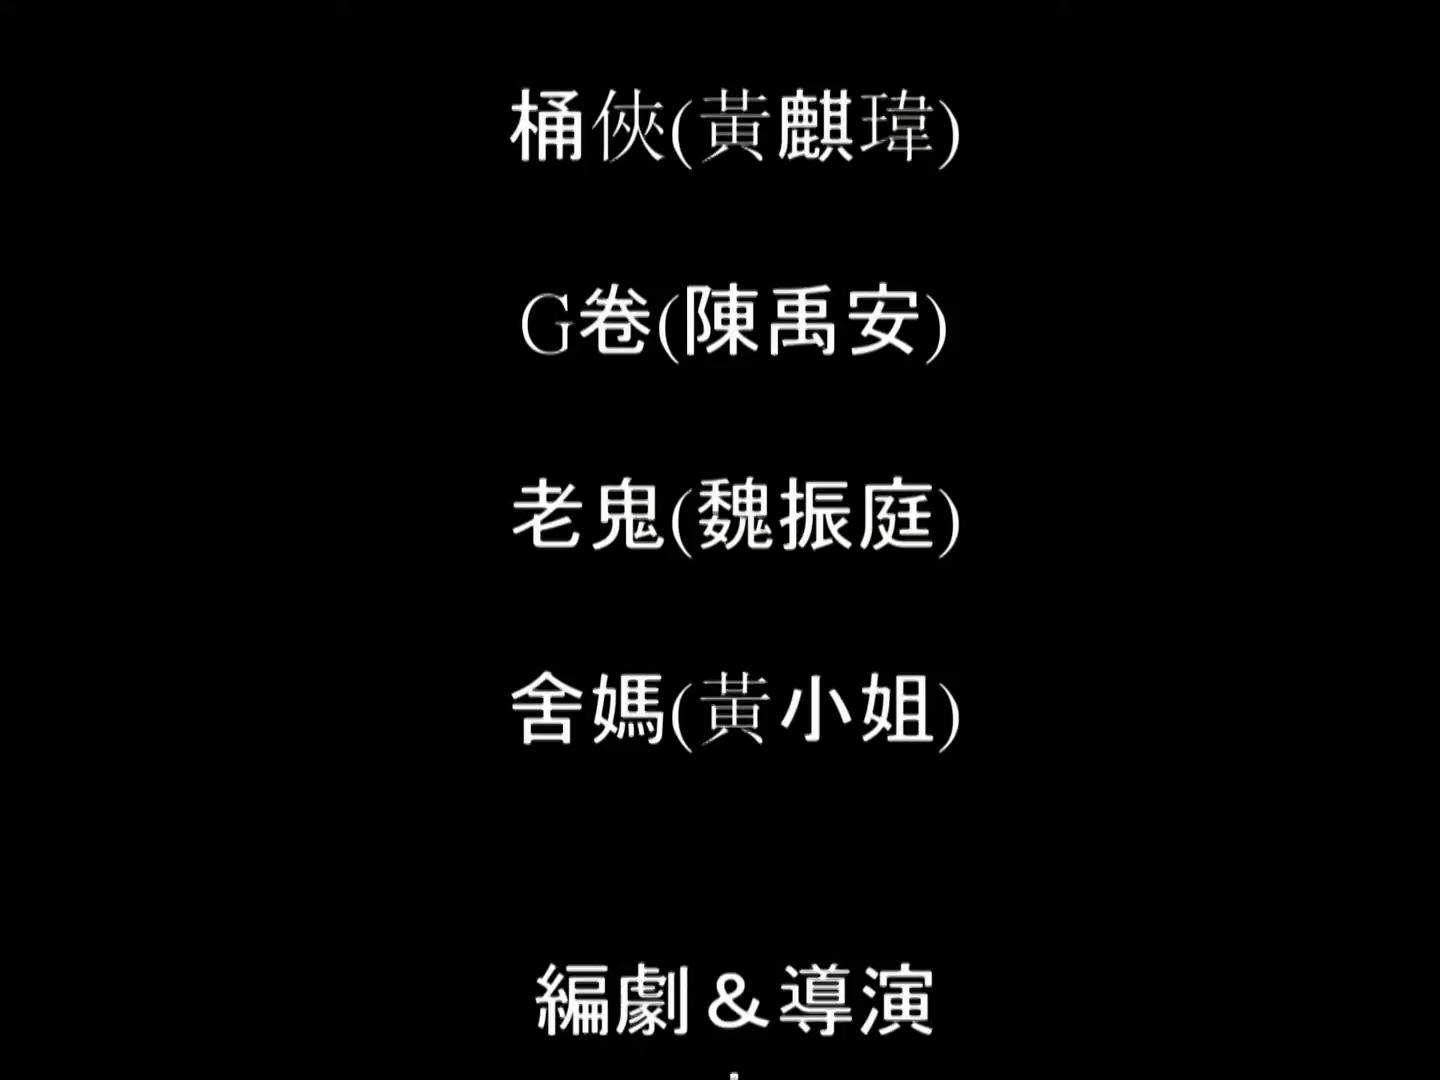 桶俠(黃麒瑋)
G卷(陳禹安)
老鬼(魏振庭)
舍媽(黃小姐)
編劇＆導演